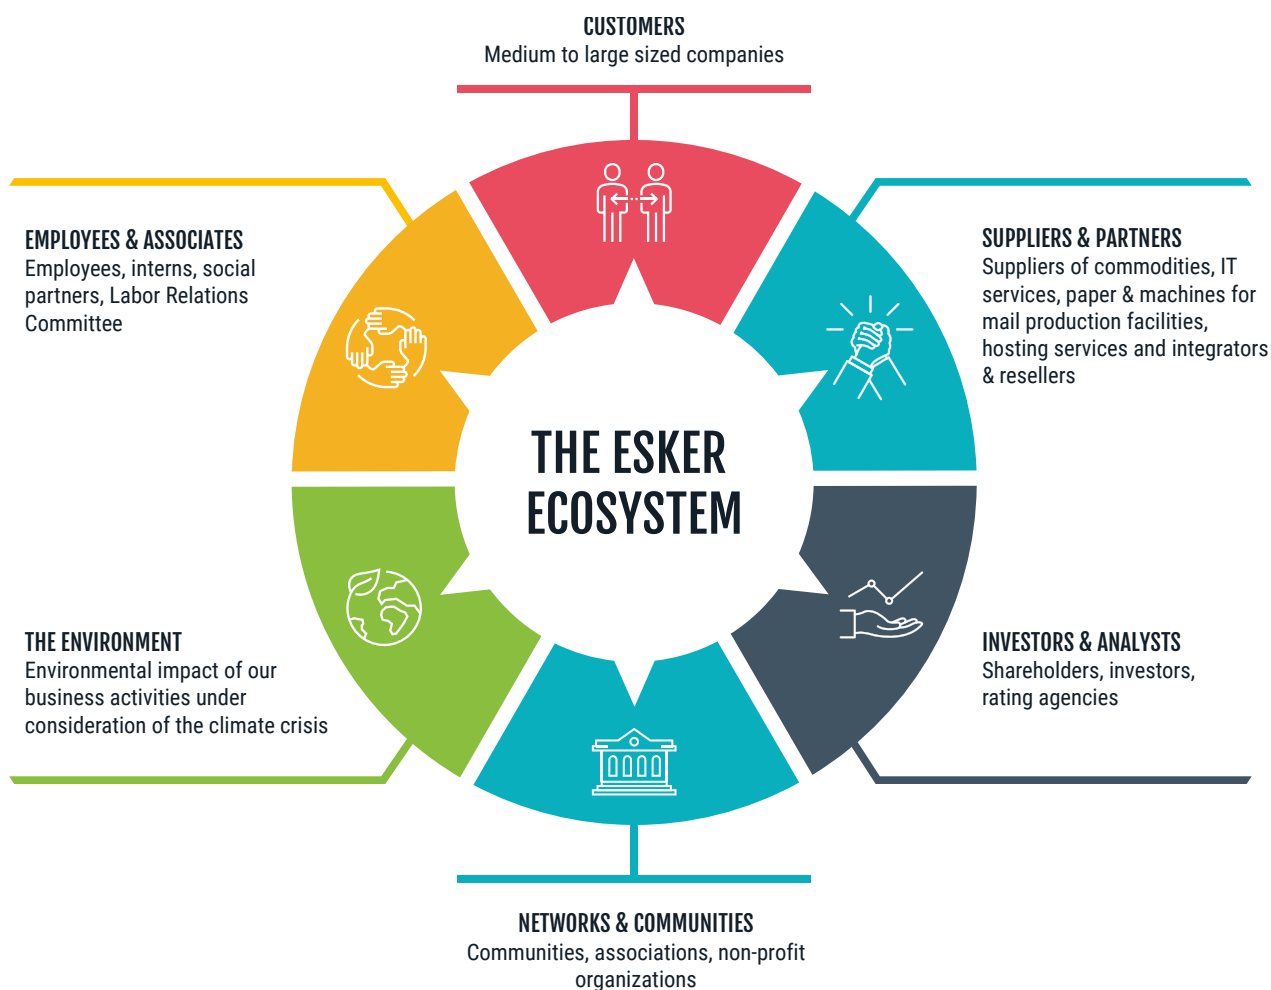 CUSTOMERS
Medium to large sized companies
EMPLOYEES & ASSOCIATES
Employees, interns, social
partners, Labor Relations
Committee
SUPPLIERS & PARTNERS
Suppliers of commodities, IT
services, paper & machines for
mail production facilities,
hosting services and integrators
& resellers
THE ESKER
ECOSYSTEM
THE ENVIRONMENT
Environmental impact of our
business activities under
consideration of the climate crisis
INVESTORS & ANALYSTS
Shareholders, investors,
rating agencies
NETWORKS & COMMUNITIES
Communities, associations, non-profit
organizations